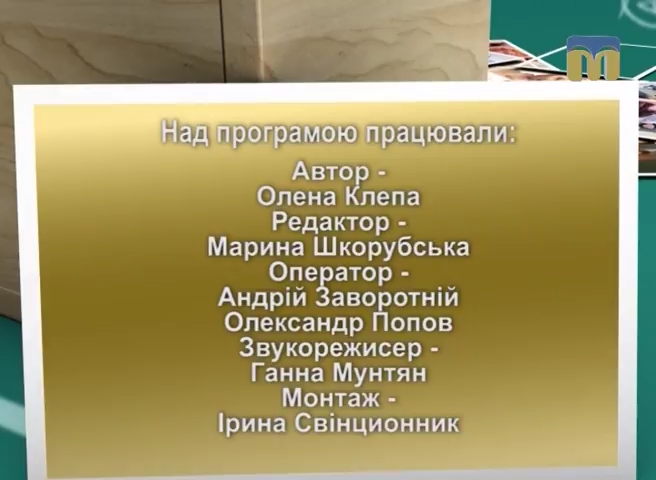 Над програмою працювали:
Автор -
Олена Клепа
Редактор -
Марина Шкорубська
Оператор -
Андрій Заворотній
Олександр Попов
Звукорежисер -
Ганна Мунтян
Монтаж -
Ірина Свінционник